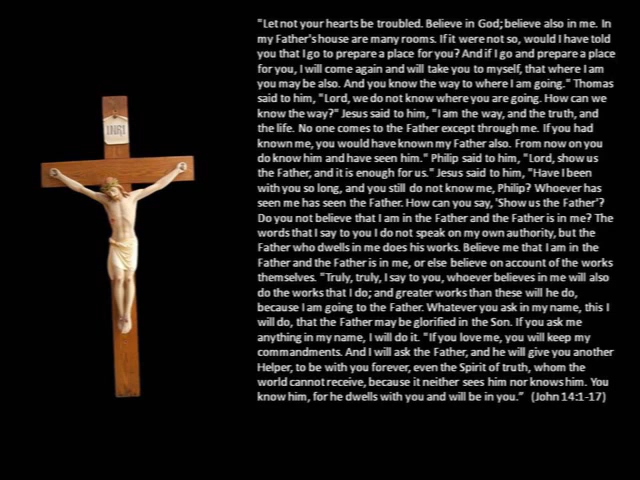 INRI
"Let not your hearts be troubled. Believe in God; believe also in me. In
my Father's house are many rooms. If it were not so, would I have told
you that I go to prepare a place for you? And if I go and prepare a place
for you, I will come again and will take you to myself, that where I am
you may be also. And you know the way to where I am going." Thomas
said to him, "Lord, we do not know where you are going. How can we
know the way?" Jesus said to him, "I am the way, and the truth, and
the life. No one comes to the Father except through me. If you had
known me, you would have known my Father also. From now on you
do know him and have seen him." Philip said to him, "Lord, show us
the Father, and it is enough for us." Jesus said to him, "Have I been
with you so long, and you still do not know me, Philip? Whoever has
seen me has seen the Father. How can you say, 'Show us the Father'?
Do you not believe that I am in the Father and the Father is in me? The
words that I say to you I do not speak on my own authority, but the
Father who dwells in me does his works. Believe me that I am in the
Father and the Father is in me, or else believe on account of the works
themselves. "Truly, truly, I say to you, whoever believes in me will also
do the works that I do; and greater works than these will he do,
because I am going to the Father. Whatever you ask in my name, this I
will do, that the Father may be glorified in the Son. If you ask me
anything in my name, I will do it. "If you love me, you will keep my
commandments. And I will ask the Father, and he will give you another
Helper, to be with you forever, even the Spirit of truth, whom the
world cannot receive, because it neither sees him nor knows him. You
know him, for he dwells with you and will be in you." (John 14:1-17)